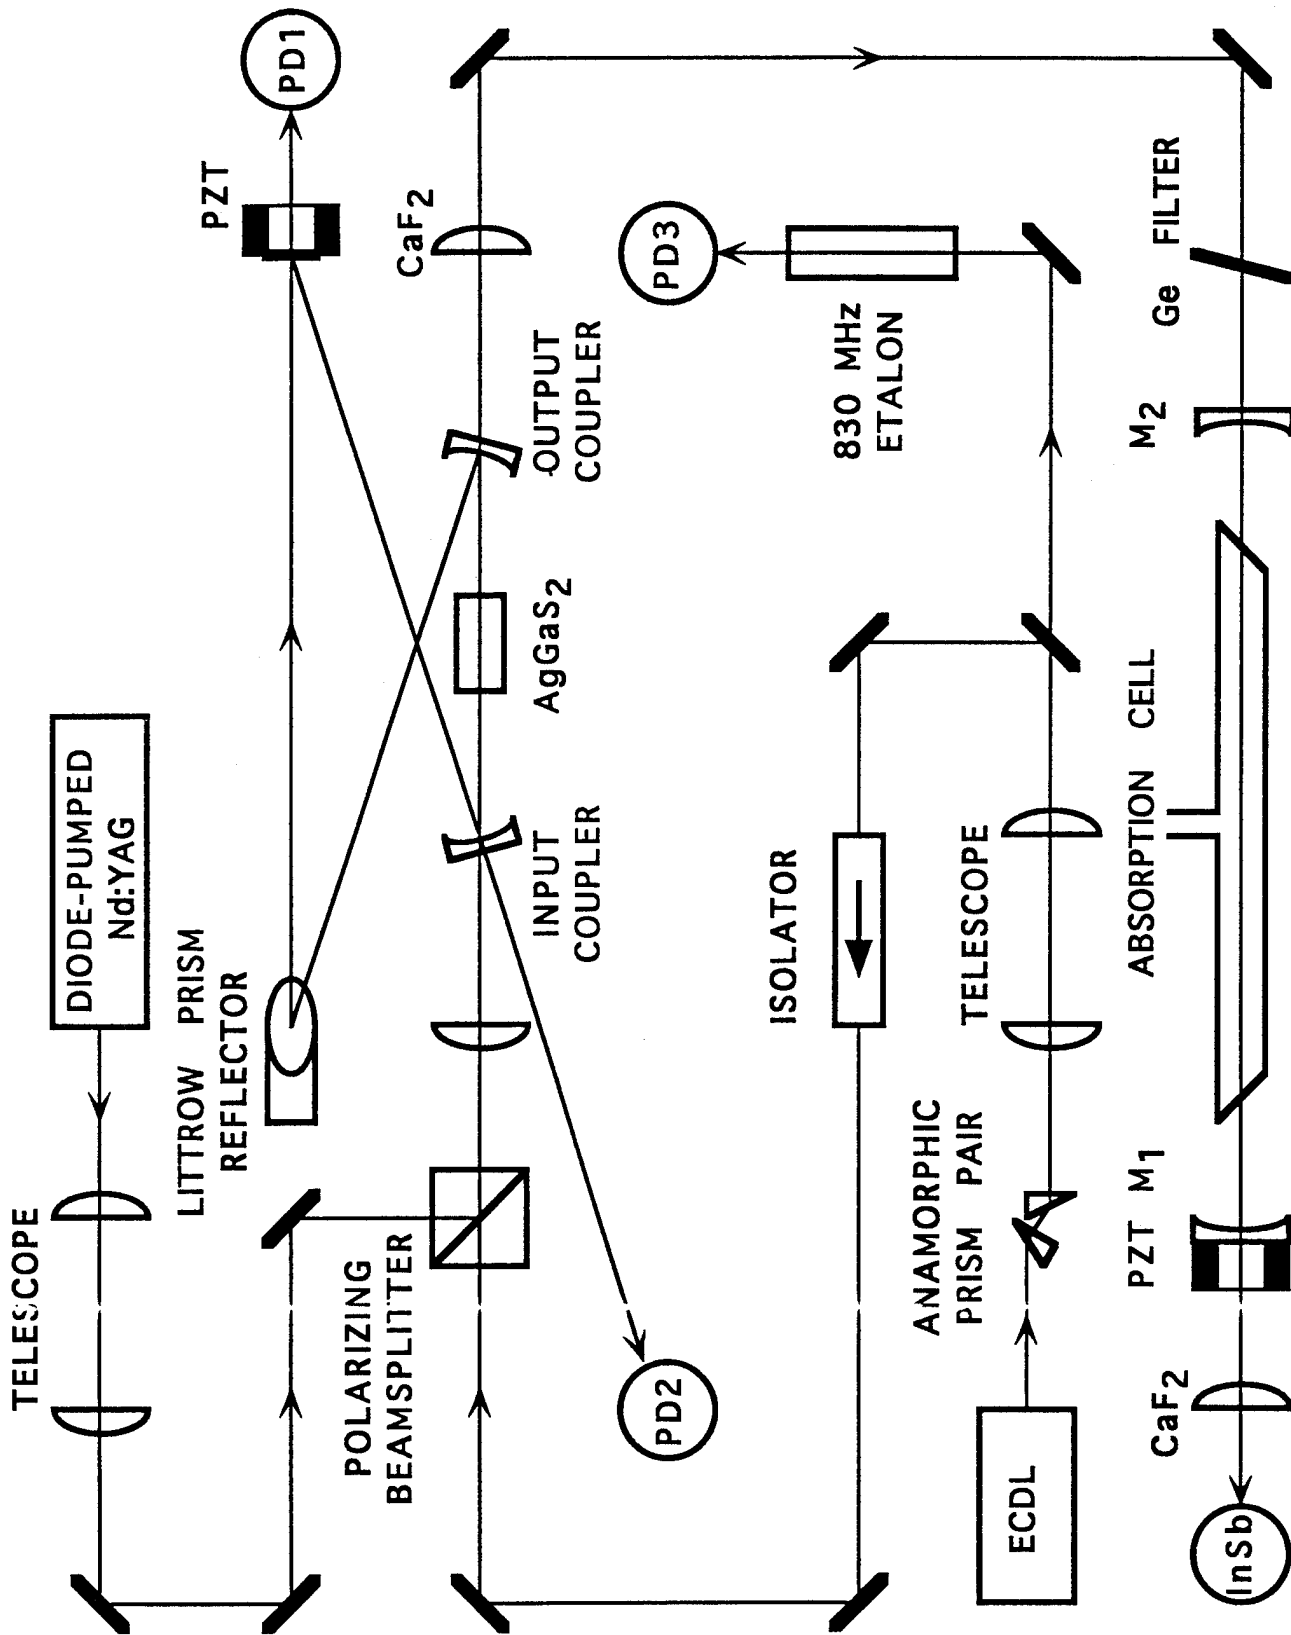 DIODE-PUMPED
Nd:YAG
TELESCOPE
LITTROW PRISM
REFLECTOR
PZT
PD1
POLARIZING
BEAMSPLITTER
INPUT
COUPLER
AgGaS2
OUTPUT
COUPLER
CaF2
PD2
PD3
830 MHz
ETALON
ISOLATOR
TELESCOPE
ANAMORPHIC
PRISM PAIR
ECDL
InSb
CaF2
PZT M1
ABSORPTION CELL
M2
Ge FILTER